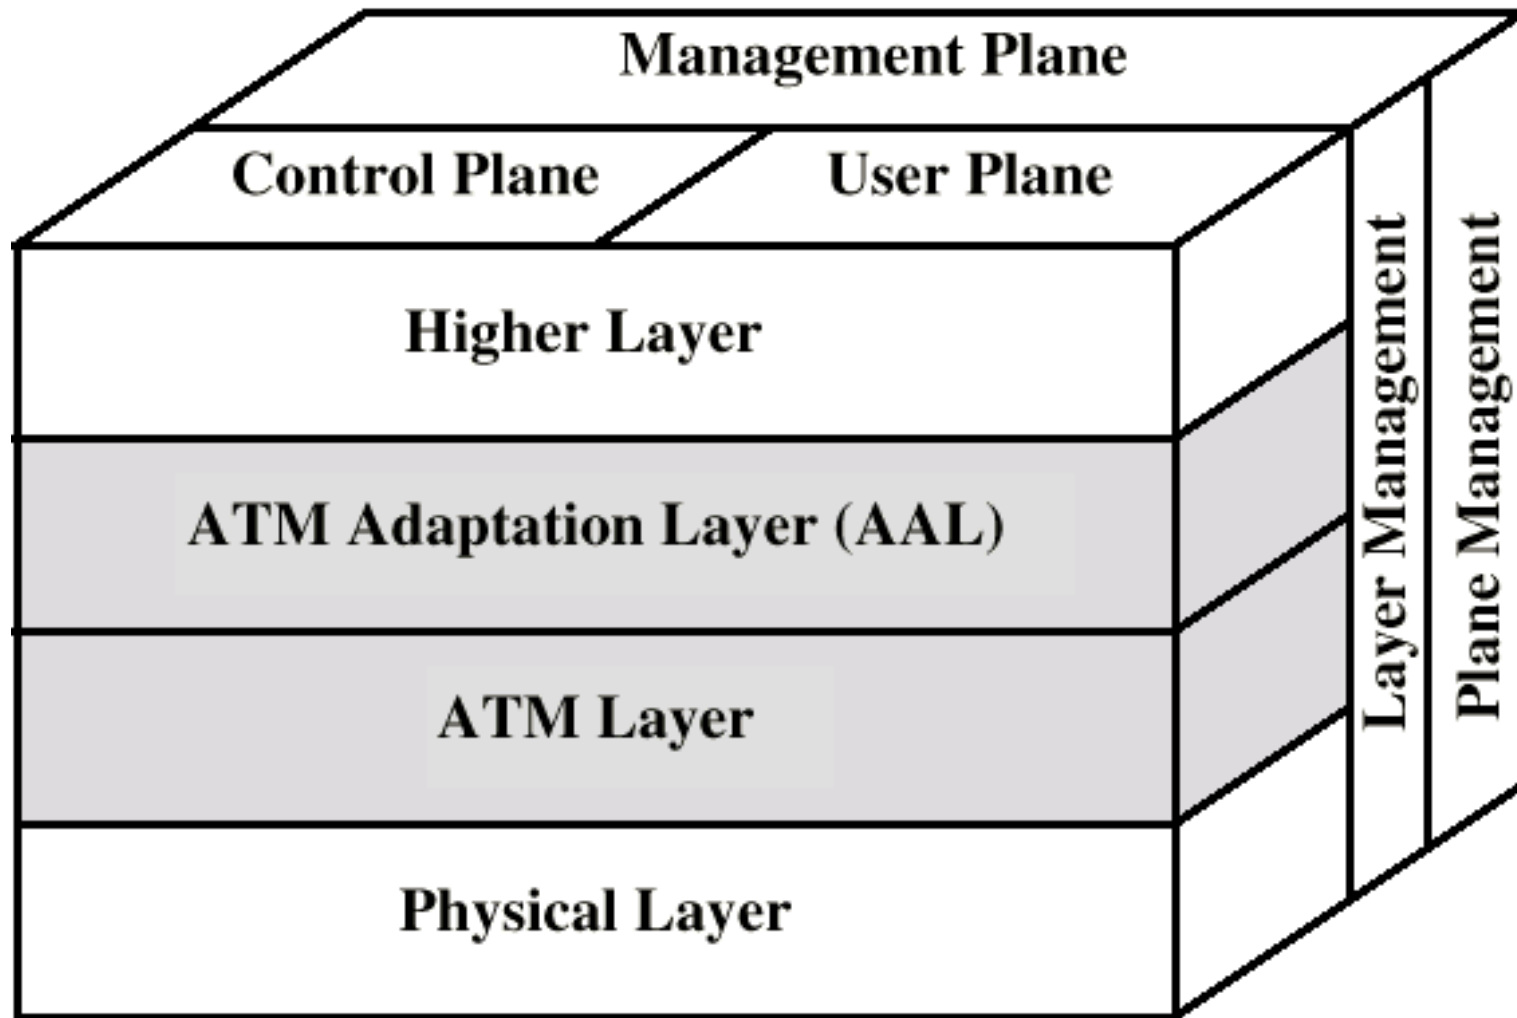 Management Plane
Control Plane
User Plane
Higher Layer
ATM Adaptation Layer (AAL)
ATM Layer
Physical Layer
Layer Management
Plane Management